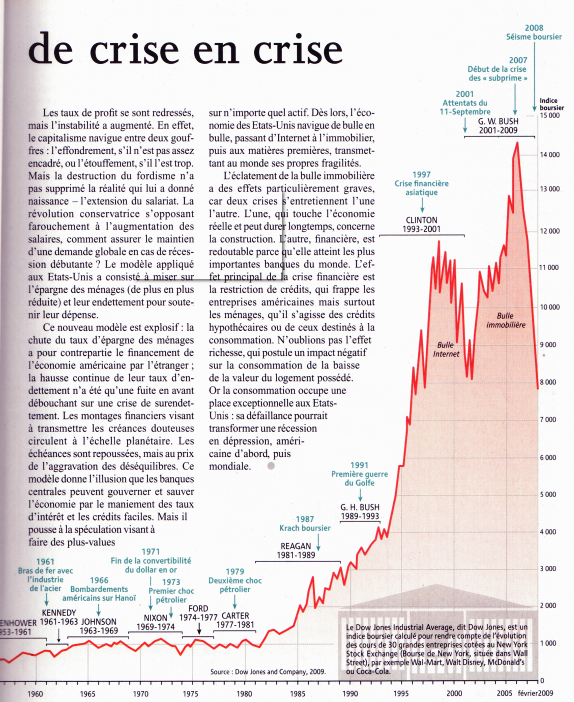 de crise en crise
Les taux de profit se sont redressés,
mais l'instabilité a augmenté. En effet,
le capitalisme navigue entre deux gouf-
fres : l'effondrement, s'il n'est pas assez
encadré, ou l'étouffement, s'il l'est trop.
Mais la destruction du fordisme n'a
pas supprimé la réalité qui lui a donné
naissance – l'extension du salariat. La
révolution conservatrice s'opposant
farouchement à l'augmentation des
salaires, comment assurer le maintien
d'une demande globale en cas de réces-
sion débutante ? Le modèle appliqué
aux Etats-Unis a consisté à miser sur
l'épargne des ménages (de plus en plus
réduite) et leur endettement pour soute-
nir leur dépense.
Ce nouveau modèle est explosif : la
chute du taux d'épargne des ménages
a pour contrepartie le financement de
l'économie américaine par l'étranger ;
la hausse continue de leur taux d'en-
dettement n'a été qu'une fuite en avant
débouchant sur une crise de surendet-
tement. Les montages financiers visant
à transmettre les créances douteuses
circulent à l'échelle planétaire. Les
échéances sont repoussées, mais au prix
de l'aggravation des déséquilibres. Ce
modèle donne l'illusion que les banques
centrales peuvent gouverner et sauver
l'économie par le maniement des taux
d'intérêt et les crédits faciles. Mais il
pousse à la spéculation visant à
faire des plus-values
sur n'importe quel actif. Dès lors, l'éco-
nomie des Etats-Unis navigue de bulle en
bulle, passant d'Internet à l'immobilier,
puis aux matières premières, transmet-
tant au monde ses propres fragilités.
L'éclatement de la bulle immobilière
a des effets particulièrement graves,
car deux crises s'entretiennent l'une
l'autre. L'une, qui touche l'économie
réelle et peut durer longtemps, concerne
la construction. L'autre, financière, est
redoutable parce qu'elle atteint les plus
importantes banques du monde. L'ef-
fet principal de la crise financière est
la restriction de crédits, qui frappe les
entreprises américaines mais surtout
les ménages, qu'il s'agisse des crédits
hypothécaires ou de ceux destinés à la
consommation. N'oublions pas l'effet
richesse, qui postule un impact négatif
sur la consommation de la baisse
de la valeur du logement possédé.
Or la consommation occupe une
place exceptionnelle aux Etats-
Unis : sa défaillance pourrait
transformer une récession
en dépression, améri-
caine d'abord, puis
mondiale.
2008
Séisme boursier
2007
Début de la crise
des « subprime »
2001
Attentats du
11-Septembre
G. W. BUSH
2001-2009
Indice
boursier
1997
Crise financière
asiatique
CLINTON
1993-2001
Bulle
Internet
Bulle
immobilière
1991
Première guerre
du Golfe
G. H. BUSH
1989-1993
1987
Krach boursier
REAGAN
1981-1989
1979
Deuxième choc
pétrolier
CARTER
1977-1981
FORD
1974-1977
1973
Premier choc
pétrolier
1971
Fin de la convertibilité
du dollar en or
NIXON
1969-1974
1966
Bombardements
américains sur Hanoï
JOHNSON
1963-1969
1961
Bras de fer avec
l'industrie
de l'acier
KENNEDY
1961-1963
ENHOWER
953-1961
15 000
14 000
13 000
12 000
11 000
10 000
9 000
8 000
7 000
6 000
5 000
4 000
3 000
2 000
1 000
0
Le Dow Jones Industrial Average, dit Dow Jones, est un
indice boursier calculé pour rendre compte de l'évolution
des cours de 30 grandes entreprises cotées au New York
Stock Exchange (Bourse de New York, située dans Wall
Street), par exemple Wal-Mart, Walt Disney, McDonald's
ou Coca-Cola.
Source : Dow Jones and Company, 2009.
1960 1965 1970 1975 1980 1985 1990 1995 2000 2005 février2009